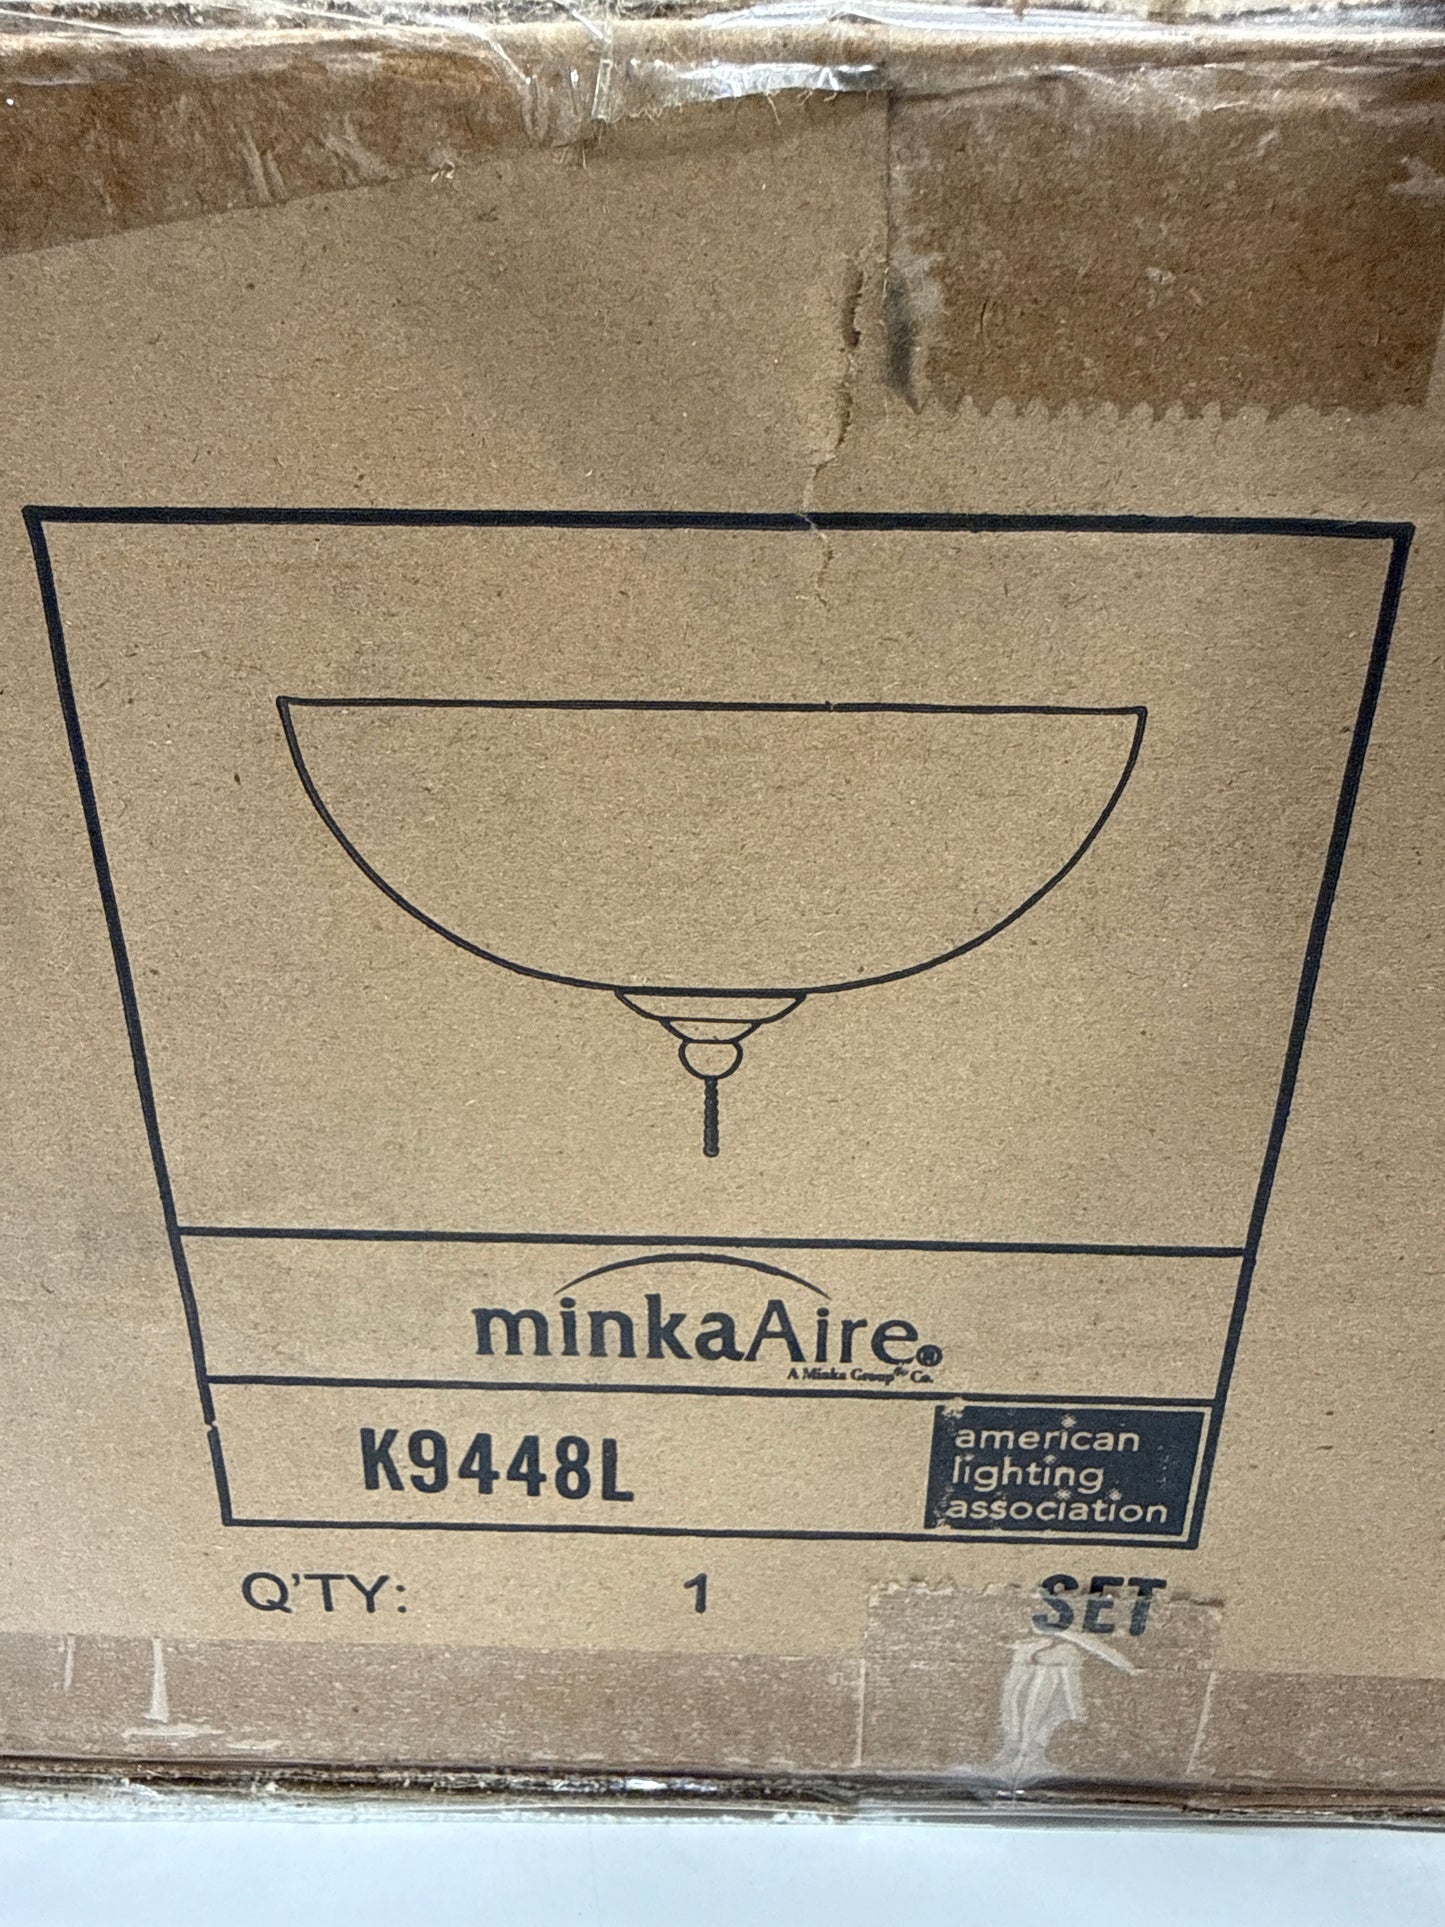 minkaAire®
A Minka Group® Co.
K9448L
american
lighting
association
Q'TY: 1 SET